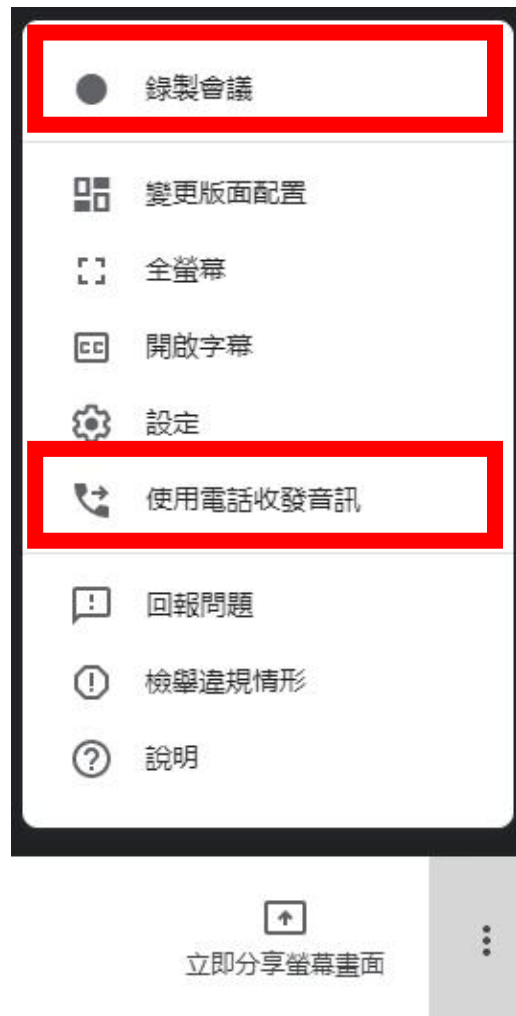 錄製會議
變更版面配置
全螢幕
CC
開啟字幕
設定
使用電話收發音訊
回報問題
檢舉違規情形
說明
立即分享螢幕畫面